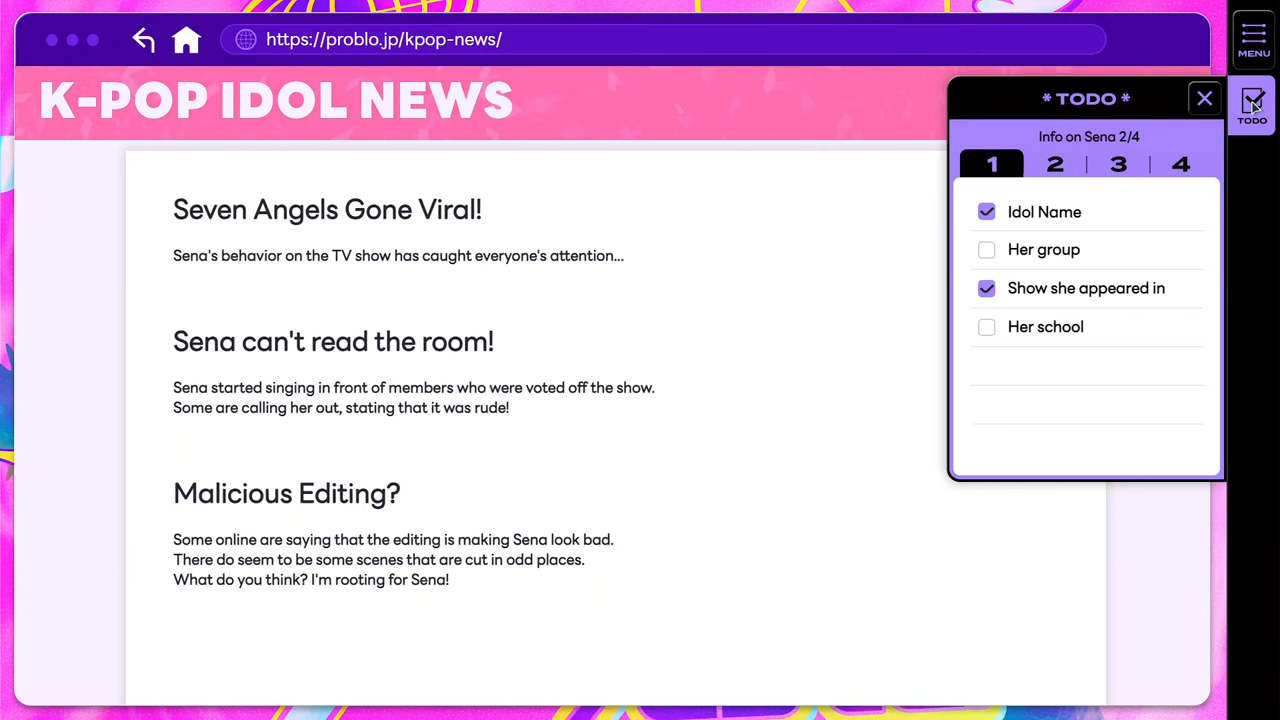 https://problo.jp/kpop-news/
MENU
K-POP IDOL NEWS
* TODO *
TODO
Info on Sena 2/4
1 2 3 4
Idol Name
Her group
Show she appeared in
Her school
Seven Angels Gone Viral!
Sena's behavior on the TV show has caught everyone's attention...
Sena can't read the room!
Sena started singing in front of members who were voted off the show.
Some are calling her out, stating that it was rude!
Malicious Editing?
Some online are saying that the editing is making Sena look bad.
There do seem to be some scenes that are cut in odd places.
What do you think? I'm rooting for Sena!